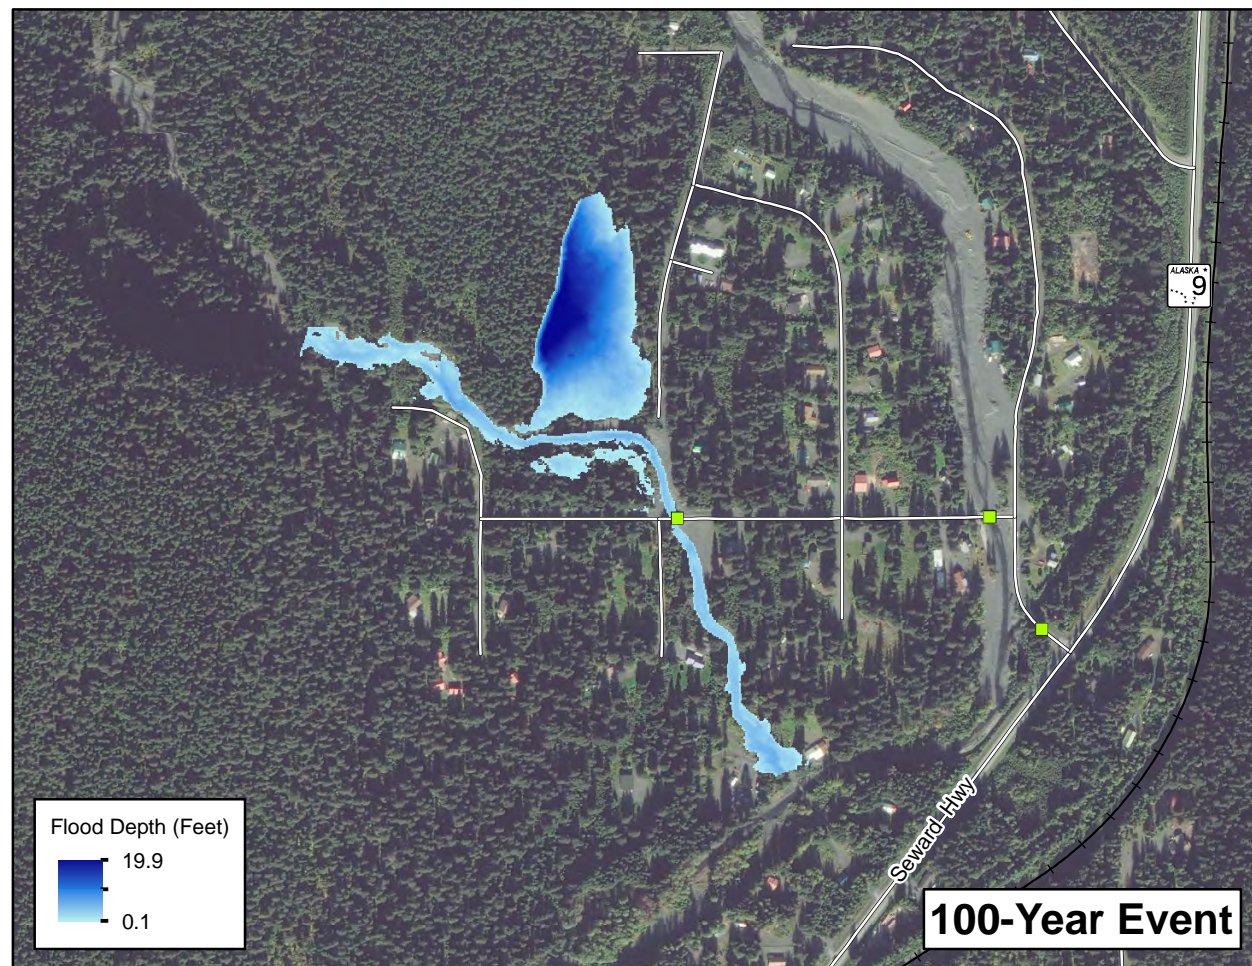 ALASKA
9
Seward Hwy
Flood Depth (Feet)
19.9
0.1
100-Year Event